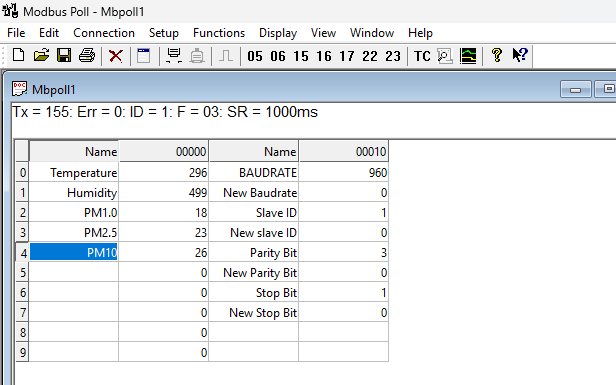 Modbus Poll - Mbpoll1
File Edit Connection Setup Functions Display View Window Help
05 06 15 16 17 22 23 TC
Mbpoll1
Tx = 155: Err = 0: ID = 1: F = 03: SR = 1000ms
Name 00000 Name 00010
0 Temperature 296 BAUDRATE 960
1 Humidity 499 New Baudrate 0
2 PM1.0 18 Slave ID 1
3 PM2.5 23 New slave ID 0
4 PM10 26 Parity Bit 3
5 0 New Parity Bit 0
6 0 Stop Bit 1
7 0 New Stop Bit 0
8 0
9 0